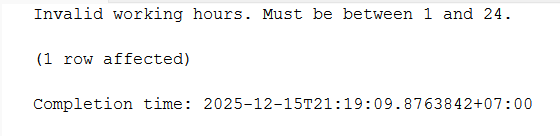 Invalid working hours. Must be between 1 and 24.
(1 row affected)
Completion time: 2025-12-15T21:19:09.8763842+07:00